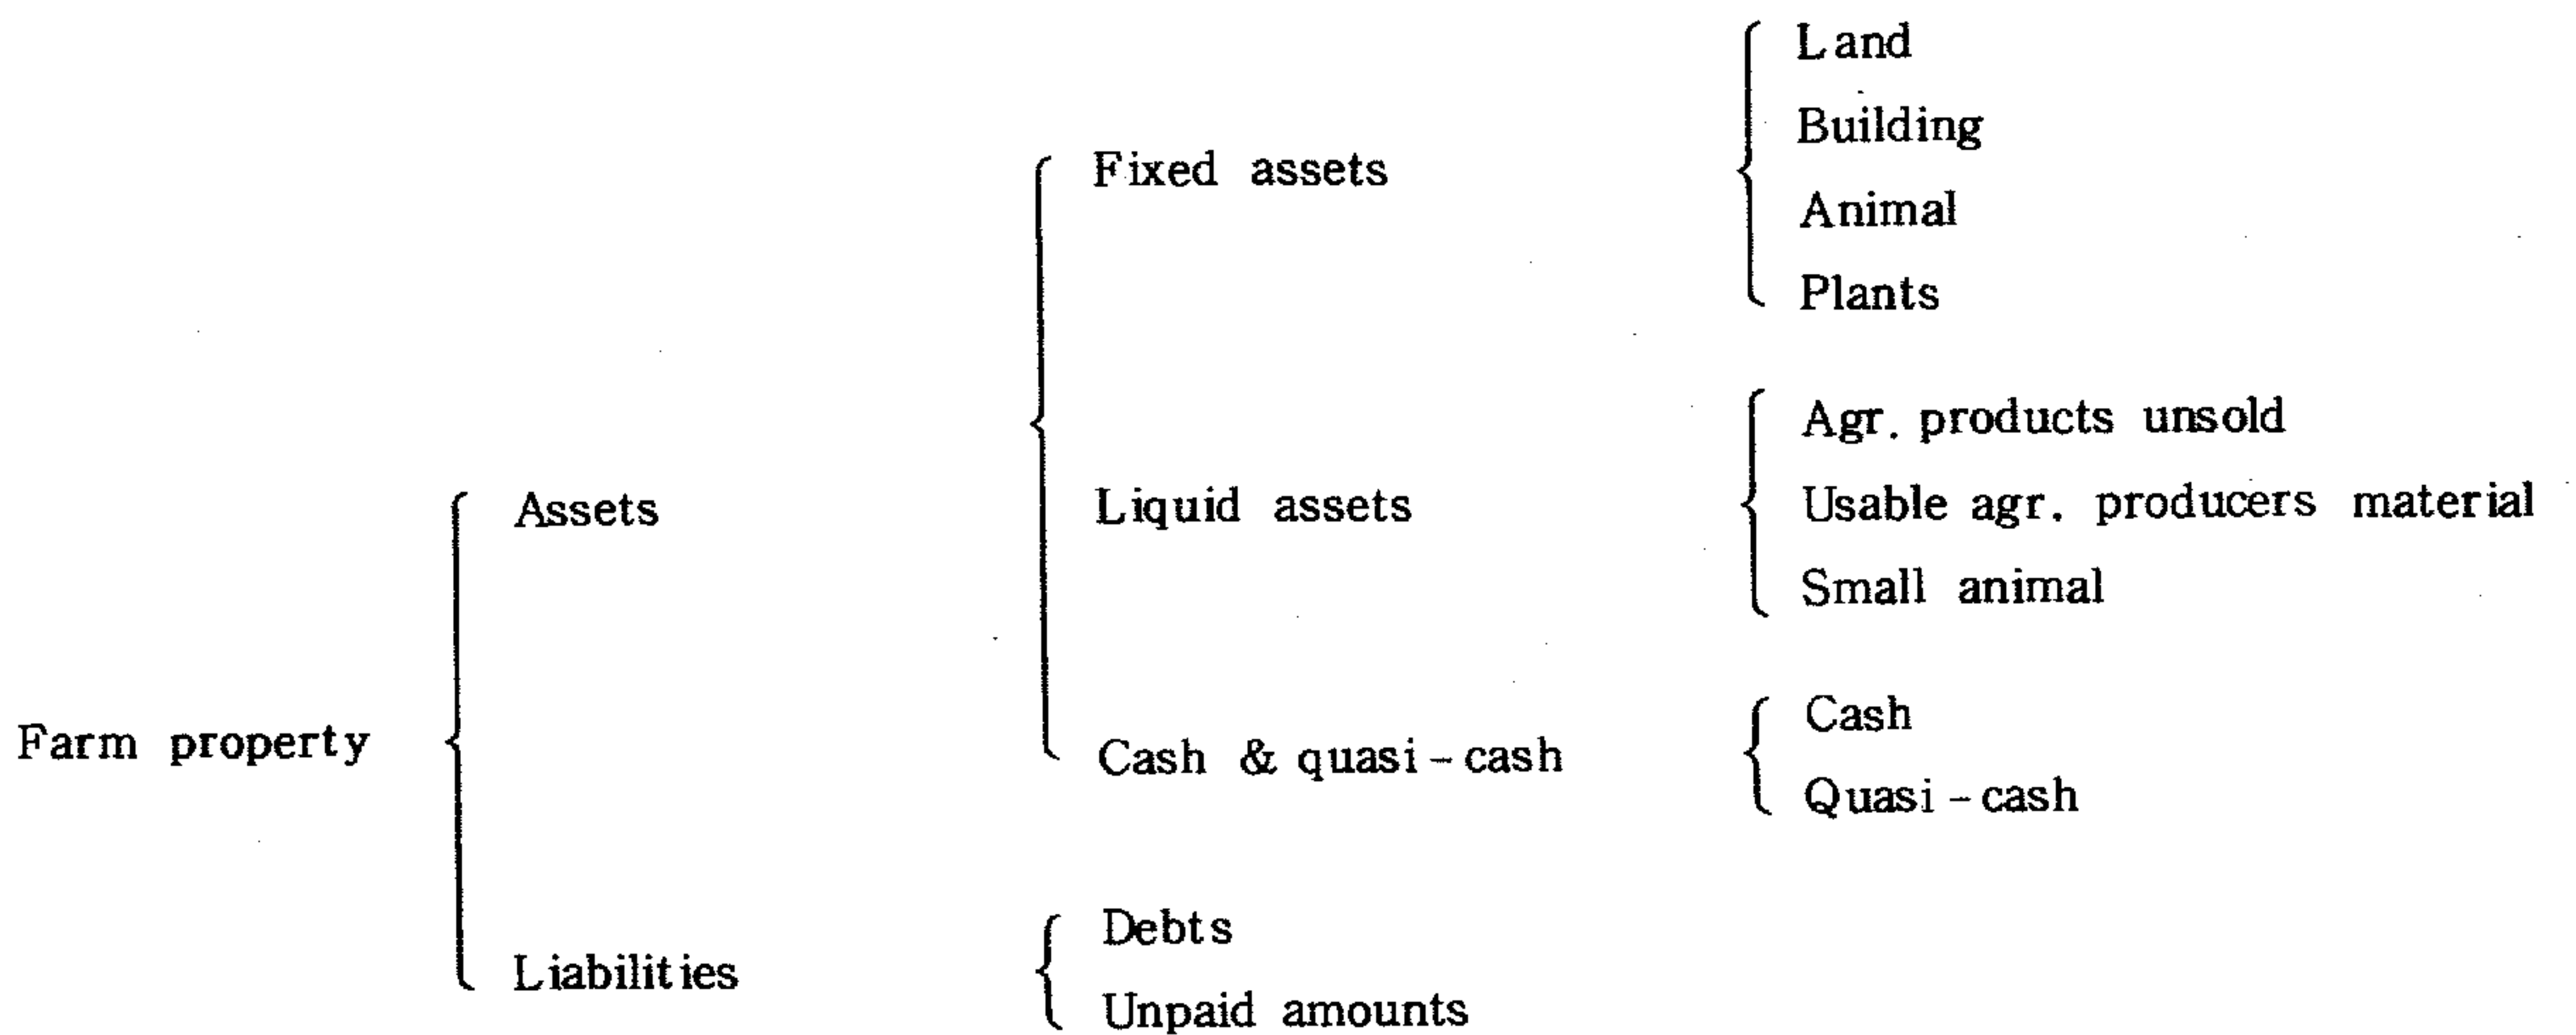 Farm property
Assets
Fixed assets
Land
Building
Animal
Plants
Liquid assets
Agr. products unsold
Usable agr. producers material
Small animal
Cash & quasi-cash
Cash
Quasi-cash
Liabilities
Debts
Unpaid amounts